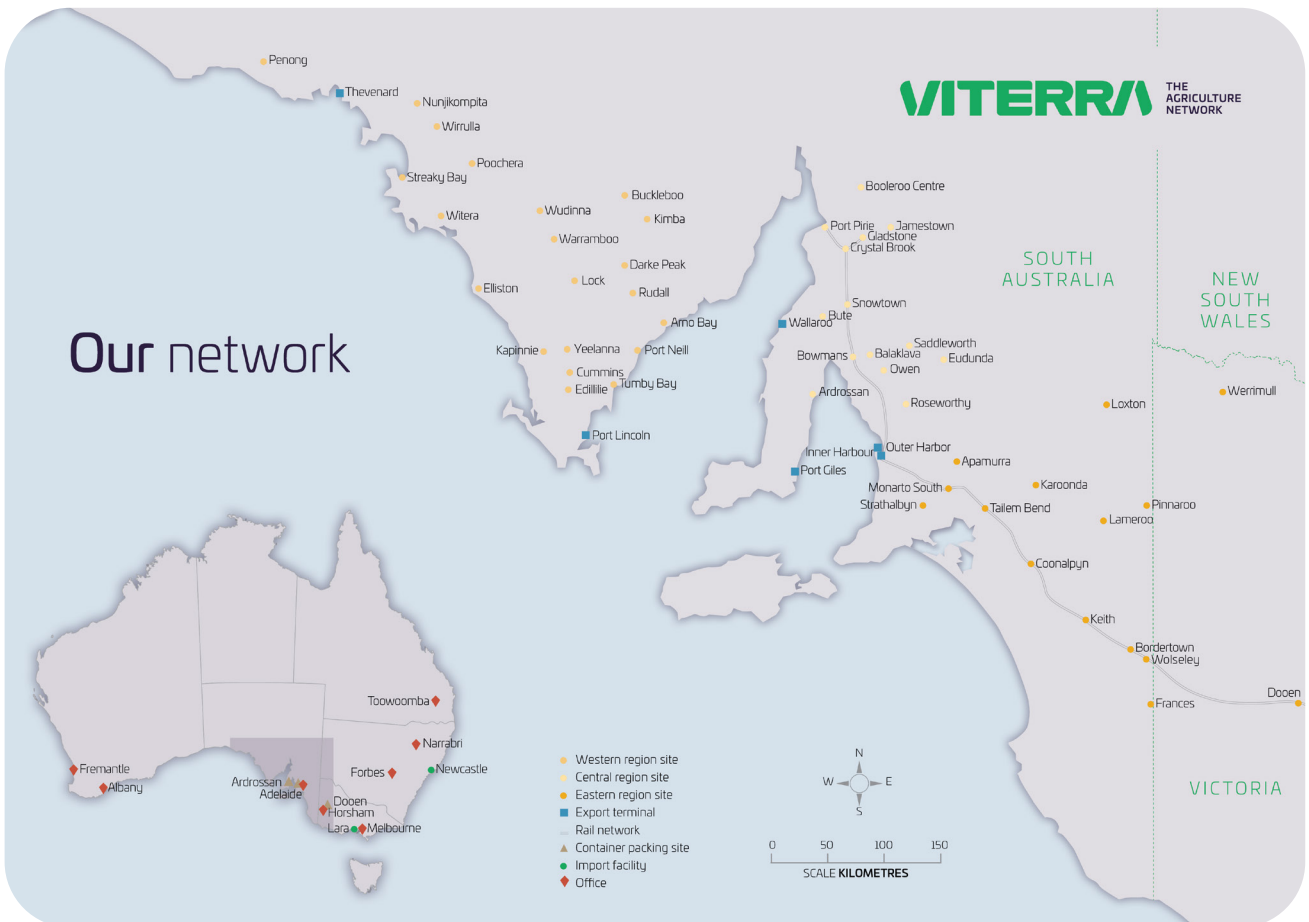 VITERRA
THE
AGRICULTURE
NETWORK
Our network
Penong
Thevenard
Nunjikompita
Wirrulla
Poochera
Streaky Bay
Witera
Wudinna
Buckleboo
Kimba
Warramboo
Darke Peak
Lock
Rudall
Elliston
Arno Bay
Kapinnie
Yeelanna
Port Neill
Cummins
Edillilie
Tumby Bay
Port Lincoln
Booleroo Centre
Port Pirie
Jamestown
Gladstone
Crystal Brook
Snowtown
Bute
Wallaroo
Saddleworth
Bowmans
Balaklava
Eudunda
Owen
Ardrossan
Roseworthy
Inner Harbour
Outer Harbor
Port Giles
SOUTH
AUSTRALIA
NEW
SOUTH
WALES
Loxton
Werrimull
Apamurra
Monarto South
Karoonda
Strathalbyn
Tailem Bend
Pinnaroo
Lameroo
Coonalpyn
Keith
Bordertown
Wolseley
Frances
Dooen
VICTORIA
Toowoomba
Narrabri
Forbes
Newcastle
Fremantle
Albany
Ardrossan
Adelaide
Dooen
Horsham
Lara
Melbourne
Western region site
Central region site
Eastern region site
Export terminal
Rail network
Container packing site
Import facility
Office
N
W
E
S
0 50 100 150
SCALE KILOMETRES